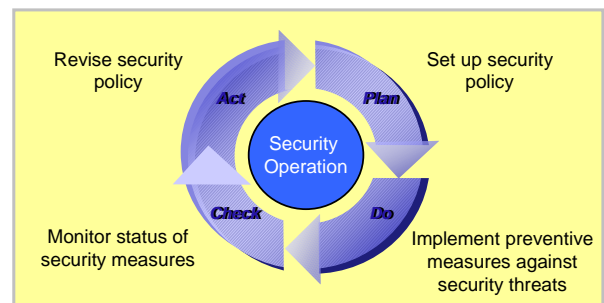 Revise security
policy
Set up security
policy
Act
Plan
Security
Operation
Check
Do
Monitor status of
security measures
Implement preventive
measures against
security threats